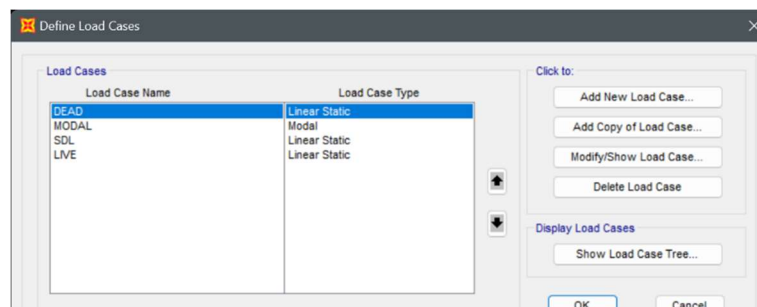 Define Load Cases
Load Cases
Load Case Name Load Case Type
DEAD Linear Static
MODAL Modal
SDL Linear Static
LIVE Linear Static
Click to:
Add New Load Case...
Add Copy of Load Case...
Modify/Show Load Case...
Delete Load Case
Display Load Cases
Show Load Case Tree...
OK Cancel